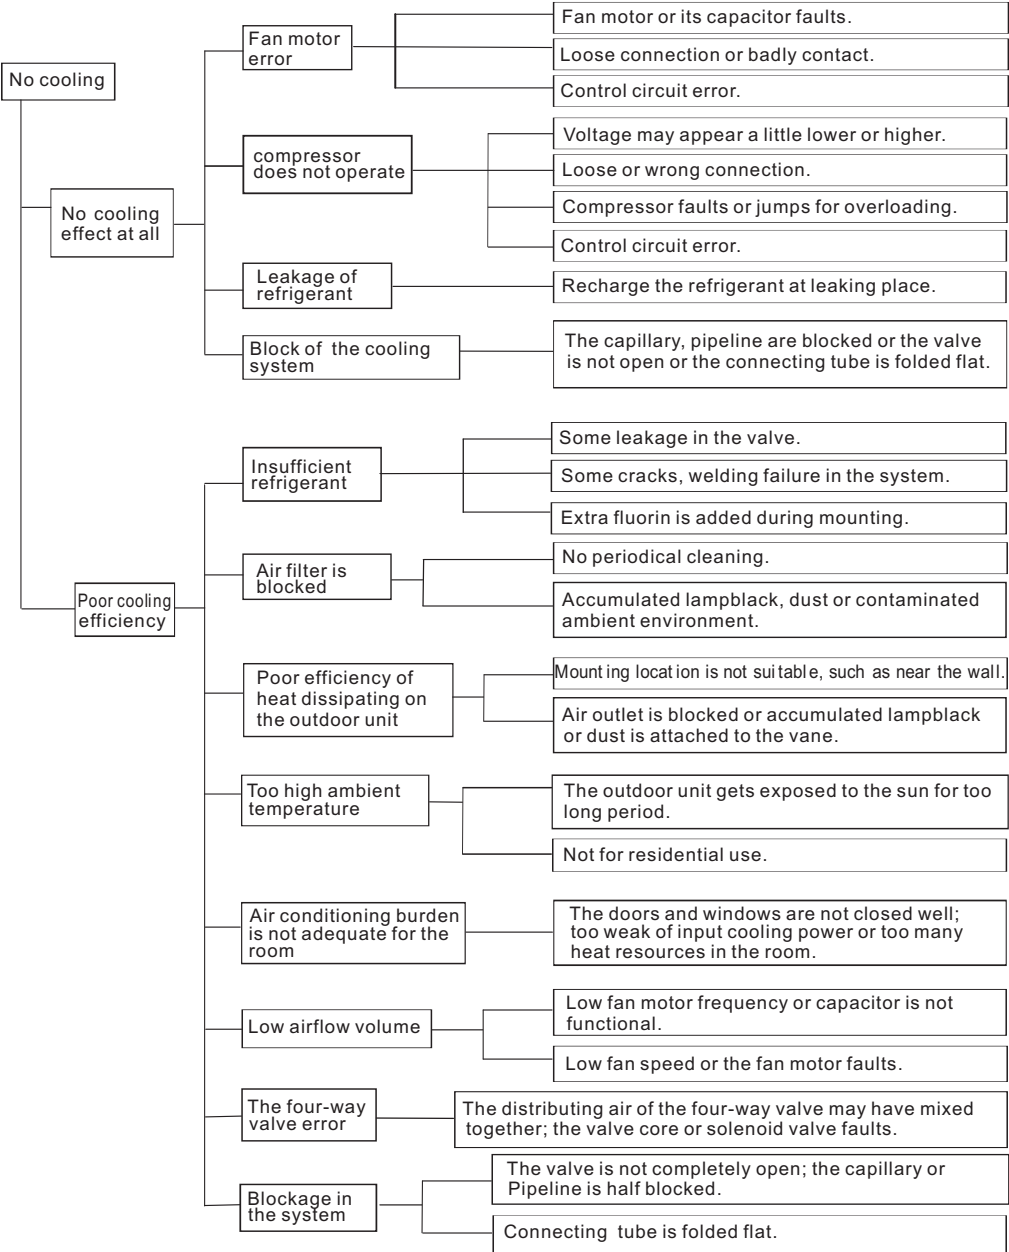 No cooling
No cooling
effect at all
Fan motor
error
Fan motor or its capacitor faults.
Loose connection or badly contact.
Control circuit error.
compressor
does not operate
Voltage may appear a little lower or higher.
Loose or wrong connection.
Compressor faults or jumps for overloading.
Control circuit error.
Leakage of
refrigerant
Recharge the refrigerant at leaking place.
Block of the cooling
system
The capillary, pipeline are blocked or the valve
is not open or the connecting tube is folded flat.
Poor cooling
efficiency
Insufficient
refrigerant
Some leakage in the valve.
Some cracks, welding failure in the system.
Extra fluorin is added during mounting.
Air filter is
blocked
No periodical cleaning.
Accumulated lampblack, dust or contaminated
ambient environment.
Poor efficiency of
heat dissipating on
the outdoor unit
Mounting location is not suitable, such as near the wall.
Air outlet is blocked or accumulated lampblack
or dust is attached to the vane.
Too high ambient
temperature
The outdoor unit gets exposed to the sun for too
long period.
Not for residential use.
Air conditioning burden
is not adequate for the
room
The doors and windows are not closed well;
too weak of input cooling power or too many
heat resources in the room.
Low airflow volume
Low fan motor frequency or capacitor is not
functional.
Low fan speed or the fan motor faults.
The four-way
valve error
The distributing air of the four-way valve may have mixed
together; the valve core or solenoid valve faults.
Blockage in
the system
The valve is not completely open; the capillary or
Pipeline is half blocked.
Connecting tube is folded flat.